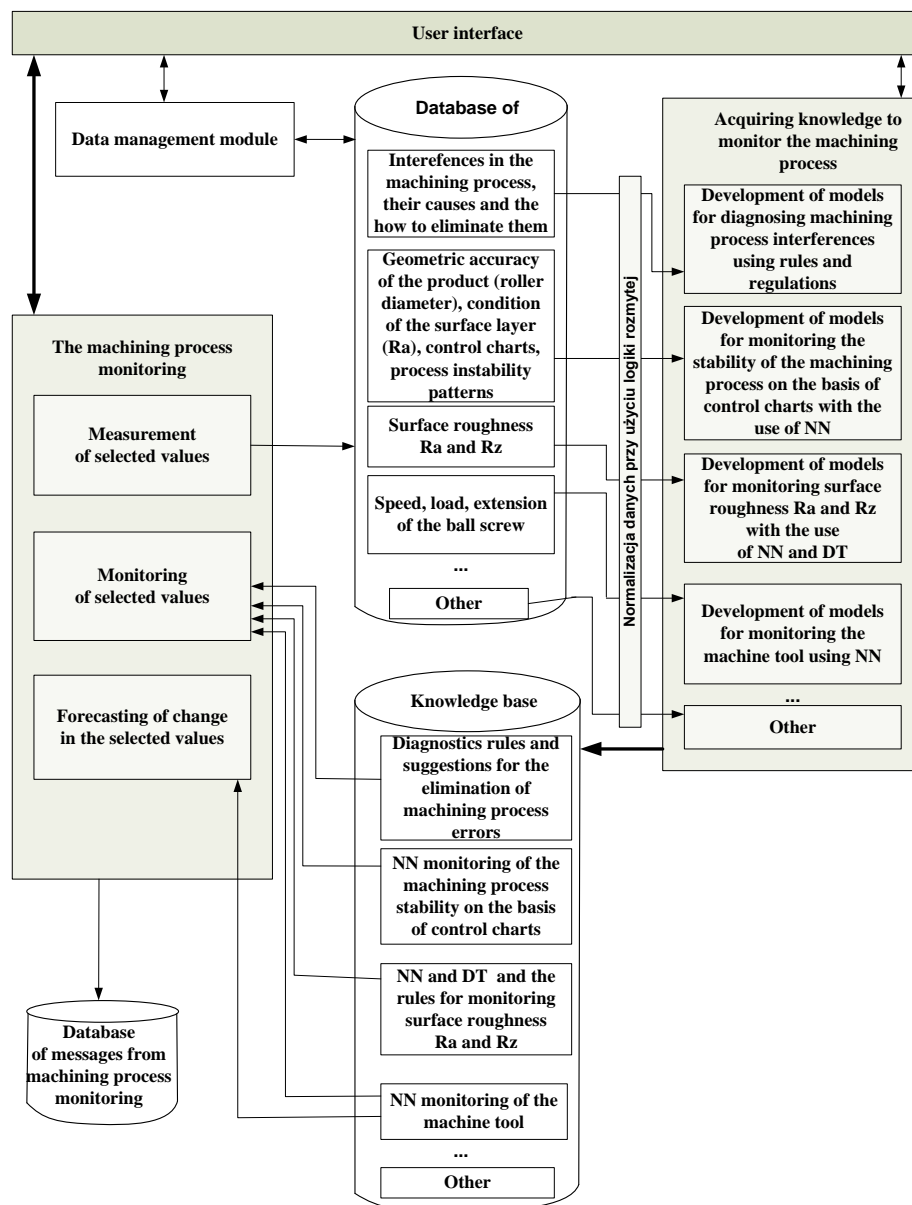 User interface
Data management module
Database of
Interefences in the
machining process,
their causes and the
how to eliminate them
Geometric accuracy
of the product (roller
diameter), condition
of the surface layer
(Ra), control charts,
process instability
patterns
Surface roughness
Ra and Rz
Speed, load, extension
of the ball screw
...
Other
Normalizacja danych przy użyciu logiki rozmytej
Acquiring knowledge to
monitor the machining
process
Development of models
for diagnosing machining
process interferences
using rules and
regulations
Development of models
for monitoring the
stability of the machining
process on the basis of
control charts with the
use of NN
Development of models
for monitoring surface
roughness Ra and Rz
with the use
of NN and DT
Development of models
for monitoring the
machine tool using NN
...
Other
The machining process
monitoring
Measurement
of selected values
Monitoring
of selected values
Forecasting of change
in the selected values
Database
of messages from
machining process
monitoring
Knowledge base
Diagnostics rules and
suggestions for the
elimination of
machining process
errors
NN monitoring of the
machining process
stability on the basis
of control charts
NN and DT and the
rules for monitoring
surface roughness
Ra and Rz
NN monitoring of the
machine tool
...
Other